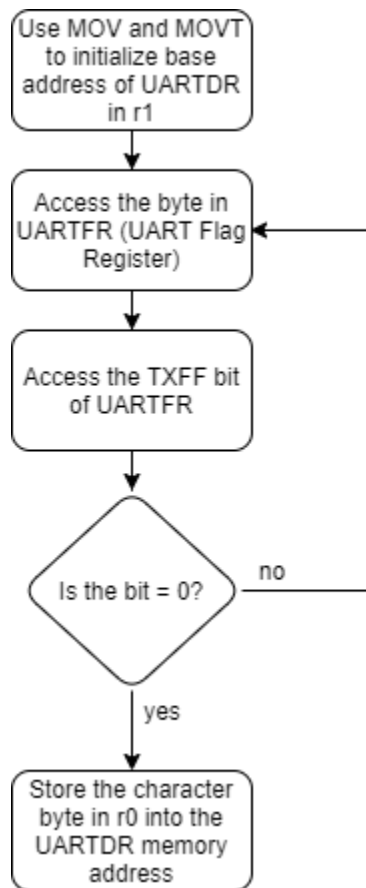 Use MOV and MOVT
to initialize base
address of UARTDR
in r1
Access the byte in
UARTFR (UART Flag
Register)
Access the TXFF bit
of UARTFR
Is the bit = 0?
no
yes
Store the character
byte in r0 into the
UARTDR memory
address